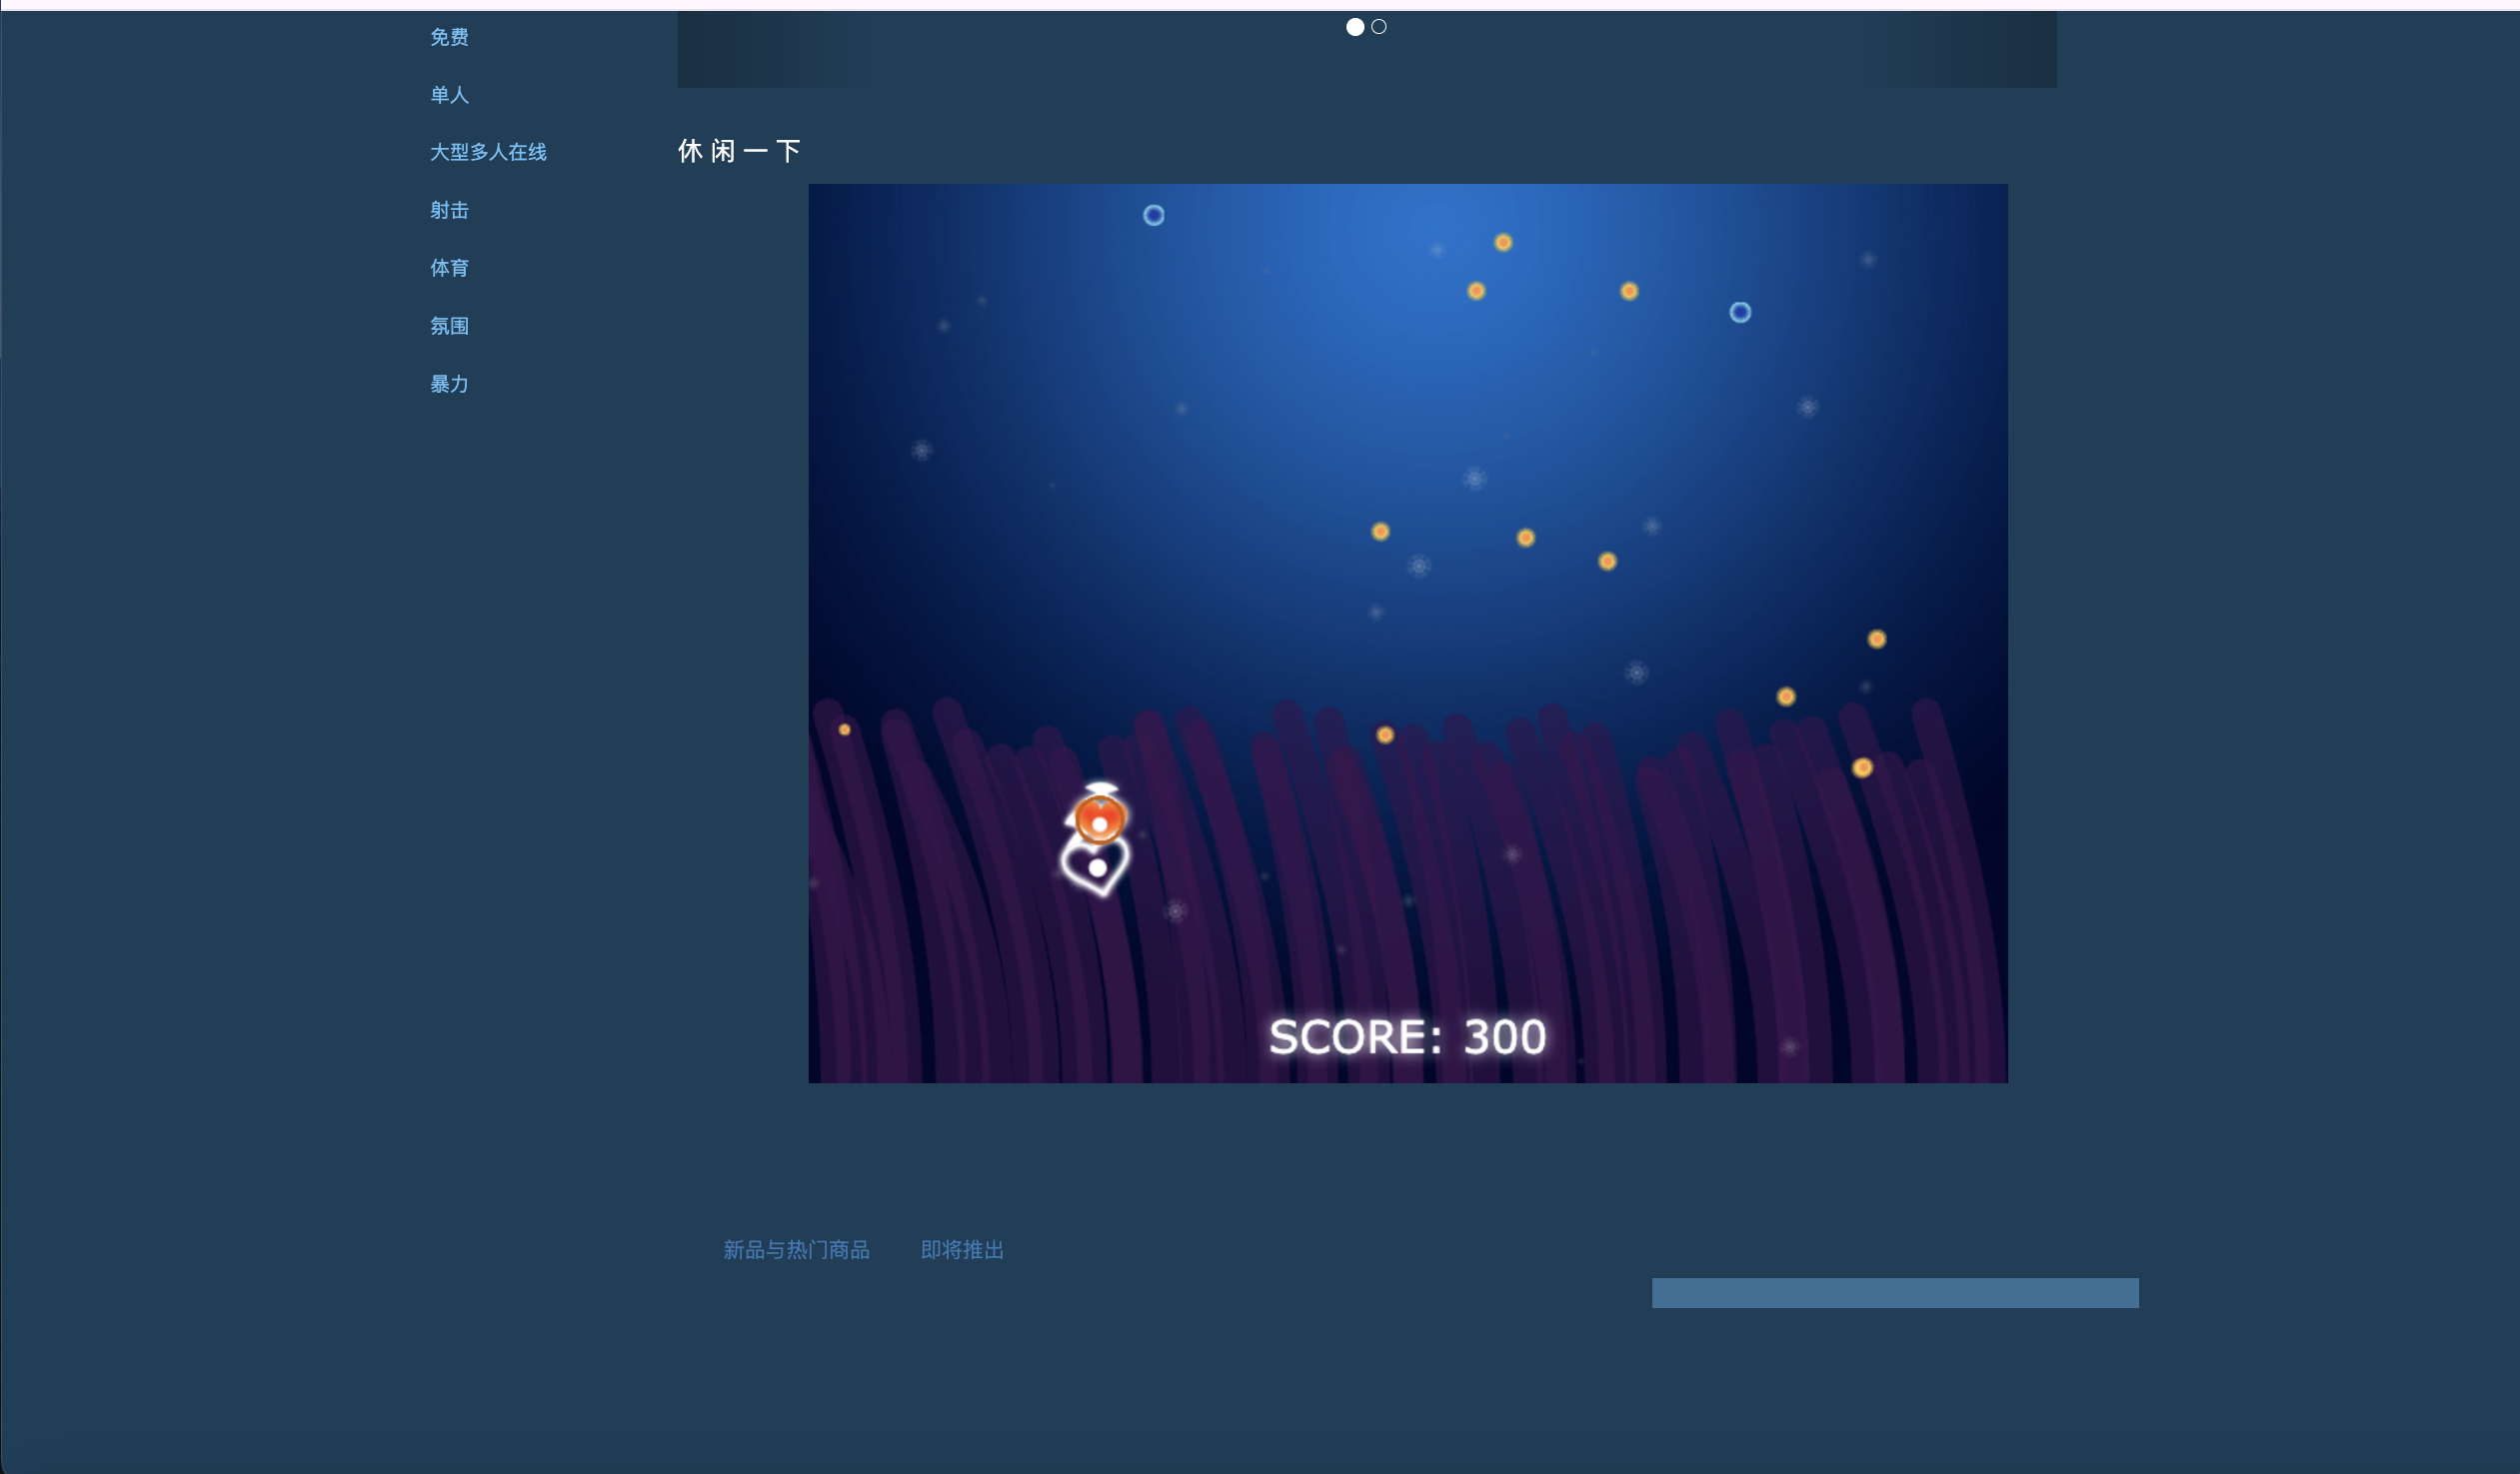 免费
单人
大型多人在线
射击
体育
氛围
暴力
休闲一下
SCORE: 300
新品与热门商品
即将推出